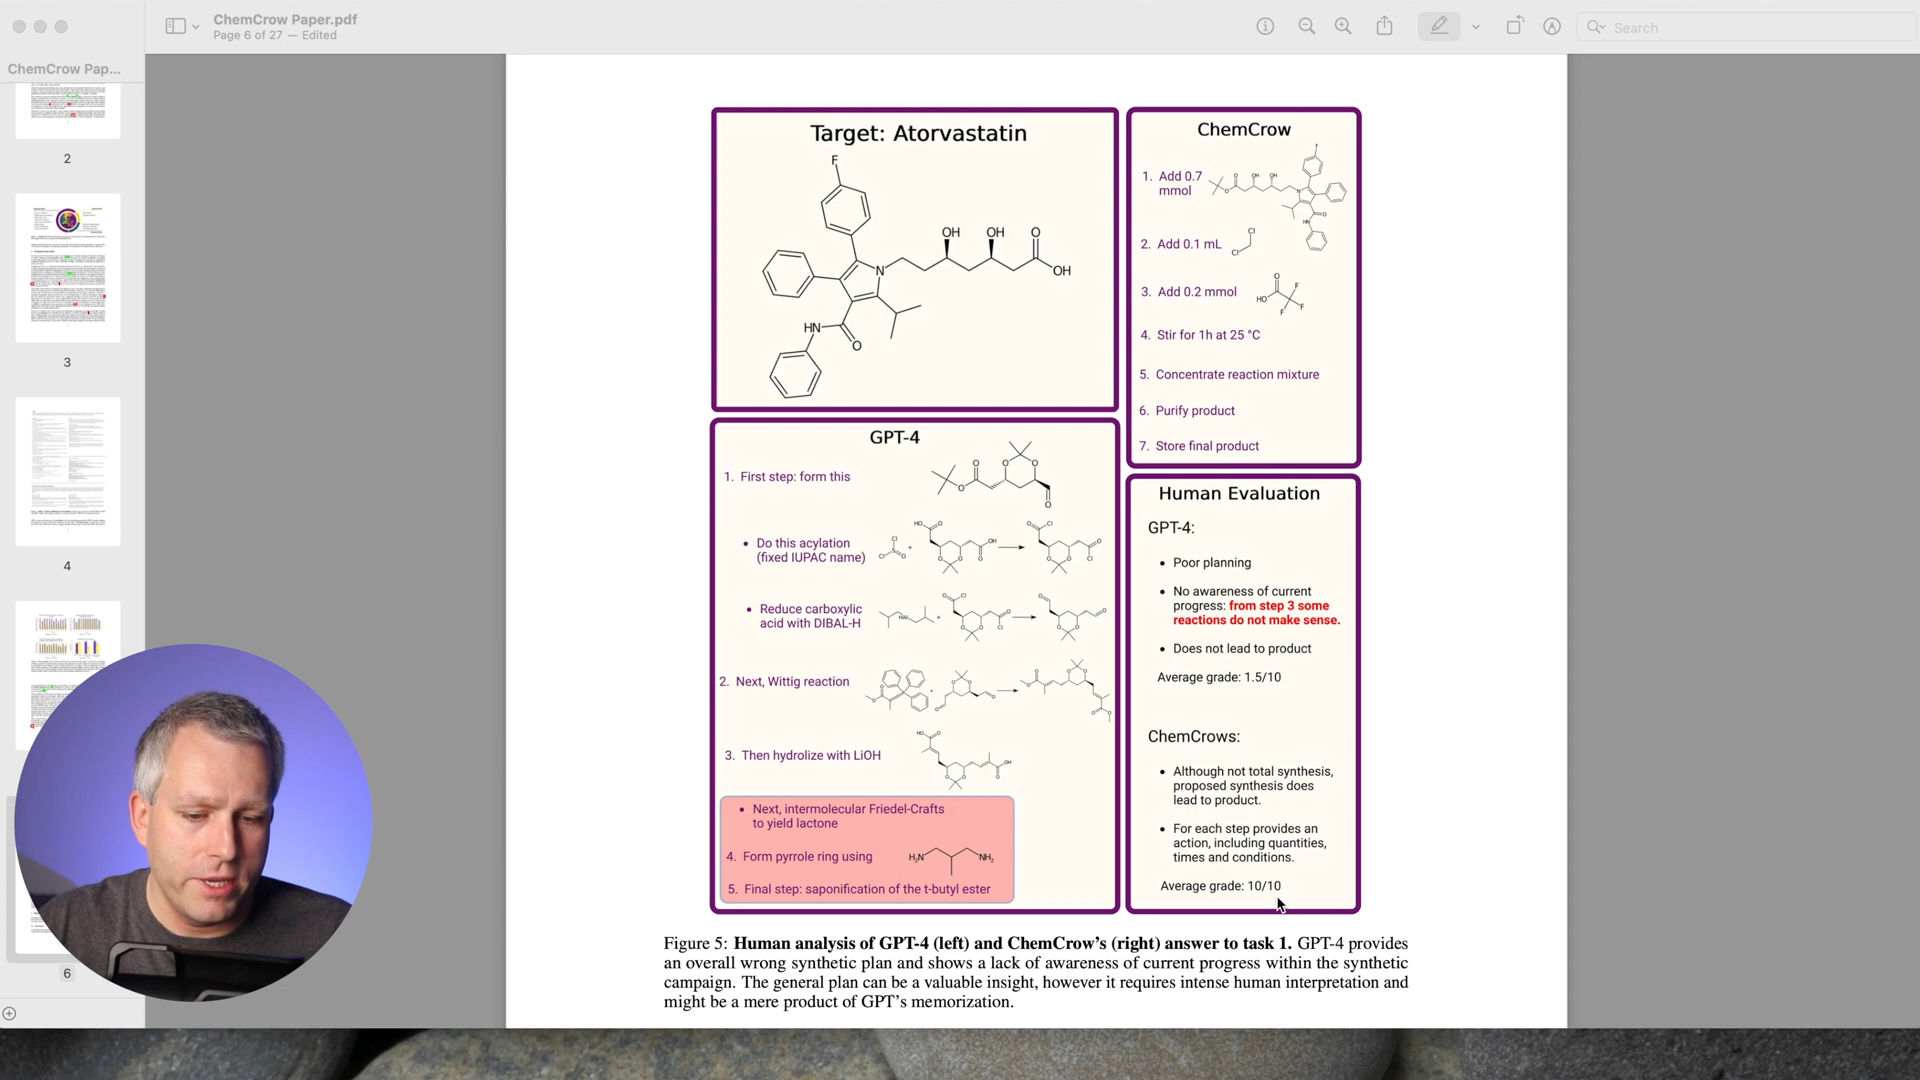 ChemCrow Paper.pdf
Page 6 of 27 — Edited
Search
ChemCrow Pap...
2
3
4
6
Target: Atorvastatin
F
OH
OH
O
OH
N
HN
O
ChemCrow
1. Add 0.7
mmol
2. Add 0.1 mL
Cl
Cl
3. Add 0.2 mmol
O
HO
F
F
F
4. Stir for 1h at 25 °C
5. Concentrate reaction mixture
6. Purify product
7. Store final product
GPT-4
1. First step: form this
• Do this acylation
(fixed IUPAC name)
• Reduce carboxylic
acid with DIBAL-H
2. Next, Wittig reaction
3. Then hydrolize with LiOH
• Next, intermolecular Friedel-Crafts
to yield lactone
4. Form pyrrole ring using
H₂N
NH₂
5. Final step: saponification of the t-butyl ester
Human Evaluation
GPT-4:
• Poor planning
• No awareness of current
progress: from step 3 some
reactions do not make sense.
• Does not lead to product
Average grade: 1.5/10
ChemCrows:
• Although not total synthesis,
proposed synthesis does
lead to product.
• For each step provides an
action, including quantities,
times and conditions.
Average grade: 10/10
Figure 5: Human analysis of GPT-4 (left) and ChemCrow's (right) answer to task 1. GPT-4 provides
an overall wrong synthetic plan and shows a lack of awareness of current progress within the synthetic
campaign. The general plan can be a valuable insight, however it requires intense human interpretation and
might be a mere product of GPT's memorization.